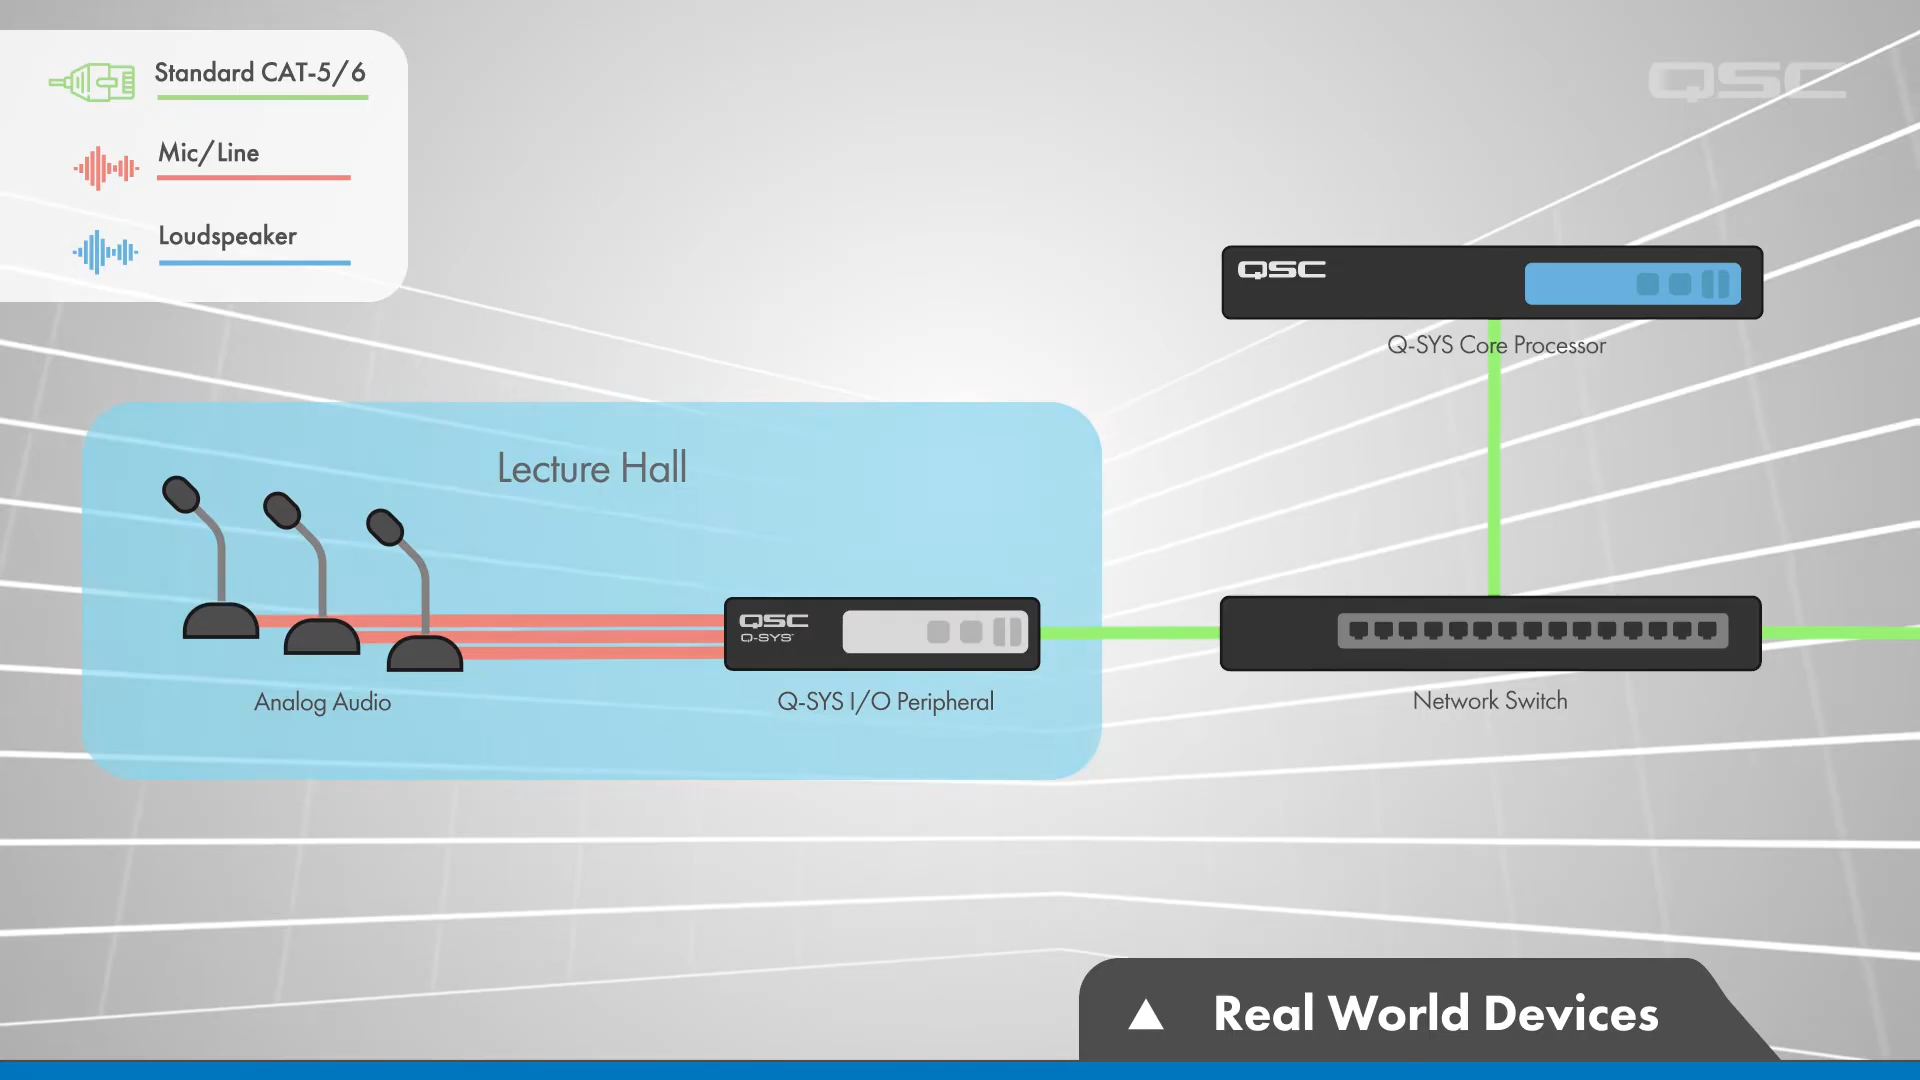 Standard CAT-5/6
Mic/Line
Loudspeaker
QSC
QSC
Q-SYS Core Processor
Lecture Hall
QSC
Q-SYS
Analog Audio
Q-SYS I/O Peripheral
Network Switch
Real World Devices